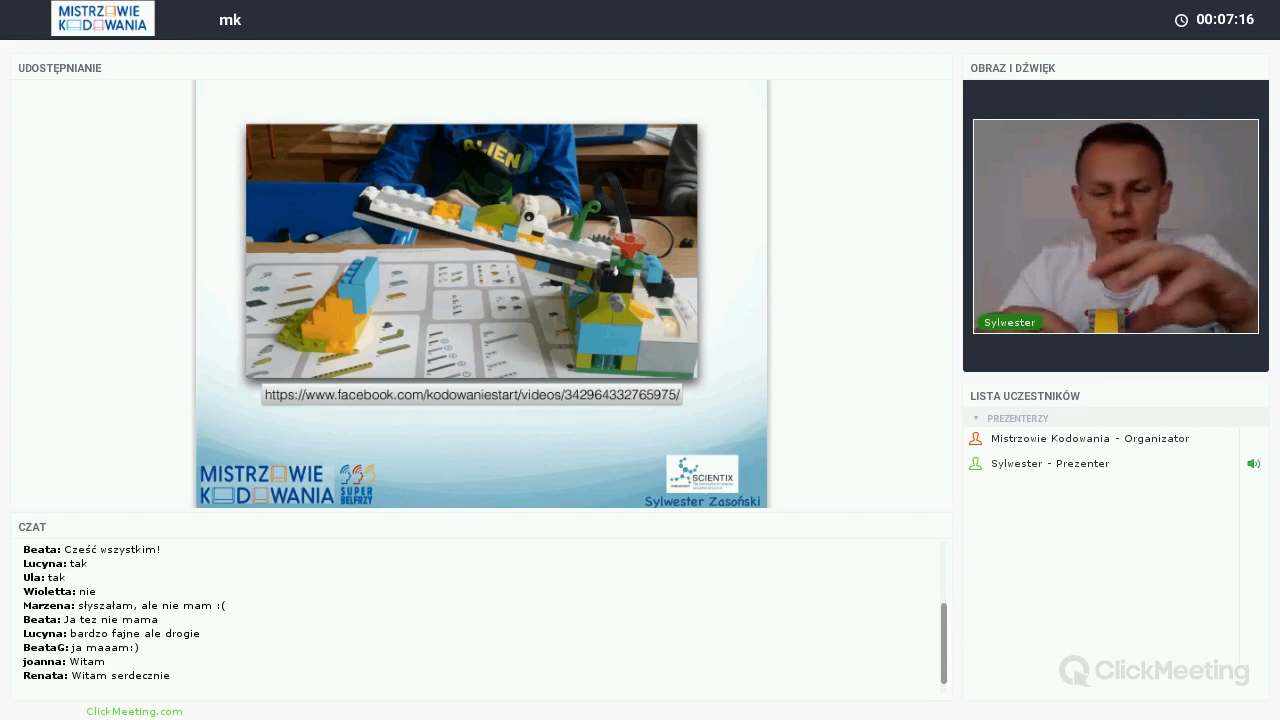 MISTRZOWIE
KODOWANIA
mk
00:07:16
UDOSTĘPNIANIE
ALIEN
https://www.facebook.com/kodowaniestart/videos/342964332765975/
MISTRZOWIE
KODOWANIA
SUPER
BELFRZY
SCIENTIX
Sylwester Zasoński
OBRAZ I DŹWIĘK
Sylwester
LISTA UCZESTNIKÓW
PREZENTERZY
Mistrzowie Kodowania - Organizator
Sylwester - Prezenter
CZAT
Beata: Cześć wszystkim!
Lucyna: tak
Ula: tak
Wioletta: nie
Marzena: słyszałam, ale nie mam :(
Beata: Ja tez nie mama
Lucyna: bardzo fajne ale drogie
BeataG: ja maaam:)
joanna: Witam
Renata: Witam serdecznie
ClickMeeting
ClickMeeting.com